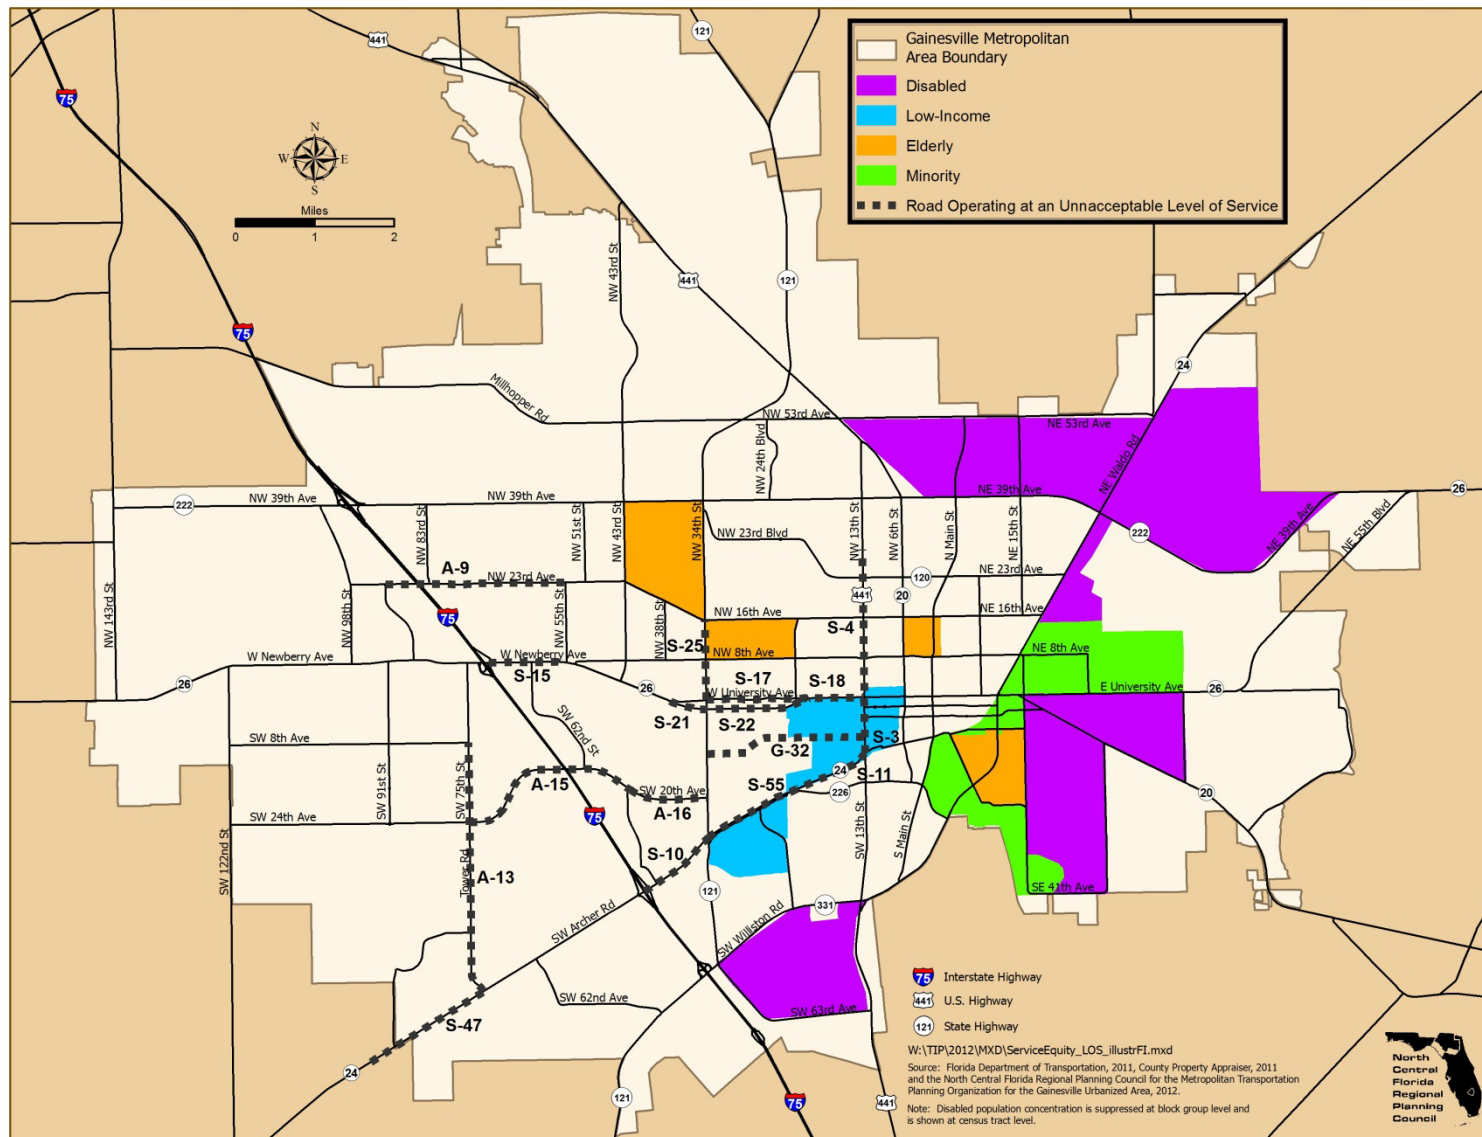 Gainesville Metropolitan
Area Boundary
Disabled
Low-Income
Elderly
Minority
Road Operating at an Unnacceptable Level of Service
N
W
E
S
Miles
0
1
2
75
441
121
75
75
75
75
75
441
121
24
26
222
222
26
26
26
20
120
20
441
24
226
121
331
24
121
441
20
NW 43rd St
Millhopper Rd
NW 53rd Ave
NE 53rd Ave
NW 24th Blvd
NE Waldo Rd
NW 39th Ave
NW 39th Ave
NE 39th Ave
NE 39th Ave
NE 55th Blvd
NW 83rd St
NW 51st St
NW 43rd St
NW 34th St
NW 23rd Blvd
NW 13th St
NW 6th St
N Main St
NE 15th St
A-9
NW 23rd Ave
NE 23rd Ave
NW 143rd St
NW 98th St
NW 55th St
NW 38th St
NW 16th Ave
NE 16th Ave
S-4
S-25
W Newberry Ave
W Newberry Ave
NW 8th Ave
NE 8th Ave
S-15
S-17
S-18
W University Ave
E University Ave
S-21
S-22
SW 62nd St
SW 8th Ave
G-32
S-3
SW 91st St
SW 75th St
A-15
SW 20th Ave
A-16
S-55
S-11
SW 24th Ave
SW 122nd St
Tower Rd
A-13
S-10
SW 13th St
S Main St
SE 41th Ave
SW Archer Rd
SW Williston Rd
SW 62nd Ave
SW 63rd Ave
S-47
75
Interstate Highway
441
U.S. Highway
121
State Highway
W:\TIP\2012\MXD\ServiceEquity_LOS_illustrFI.mxd
Source: Florida Department of Transportation, 2011, County Property Appraiser, 2011
and the North Central Florida Regional Planning Council for the Metropolitan Transportation
Planning Organization for the Gainesville Urbanized Area, 2012.
Note: Disabled population concentration is suppressed at block group level and
is shown at census tract level.
North
Central
Florida
Regional
Planning
Council